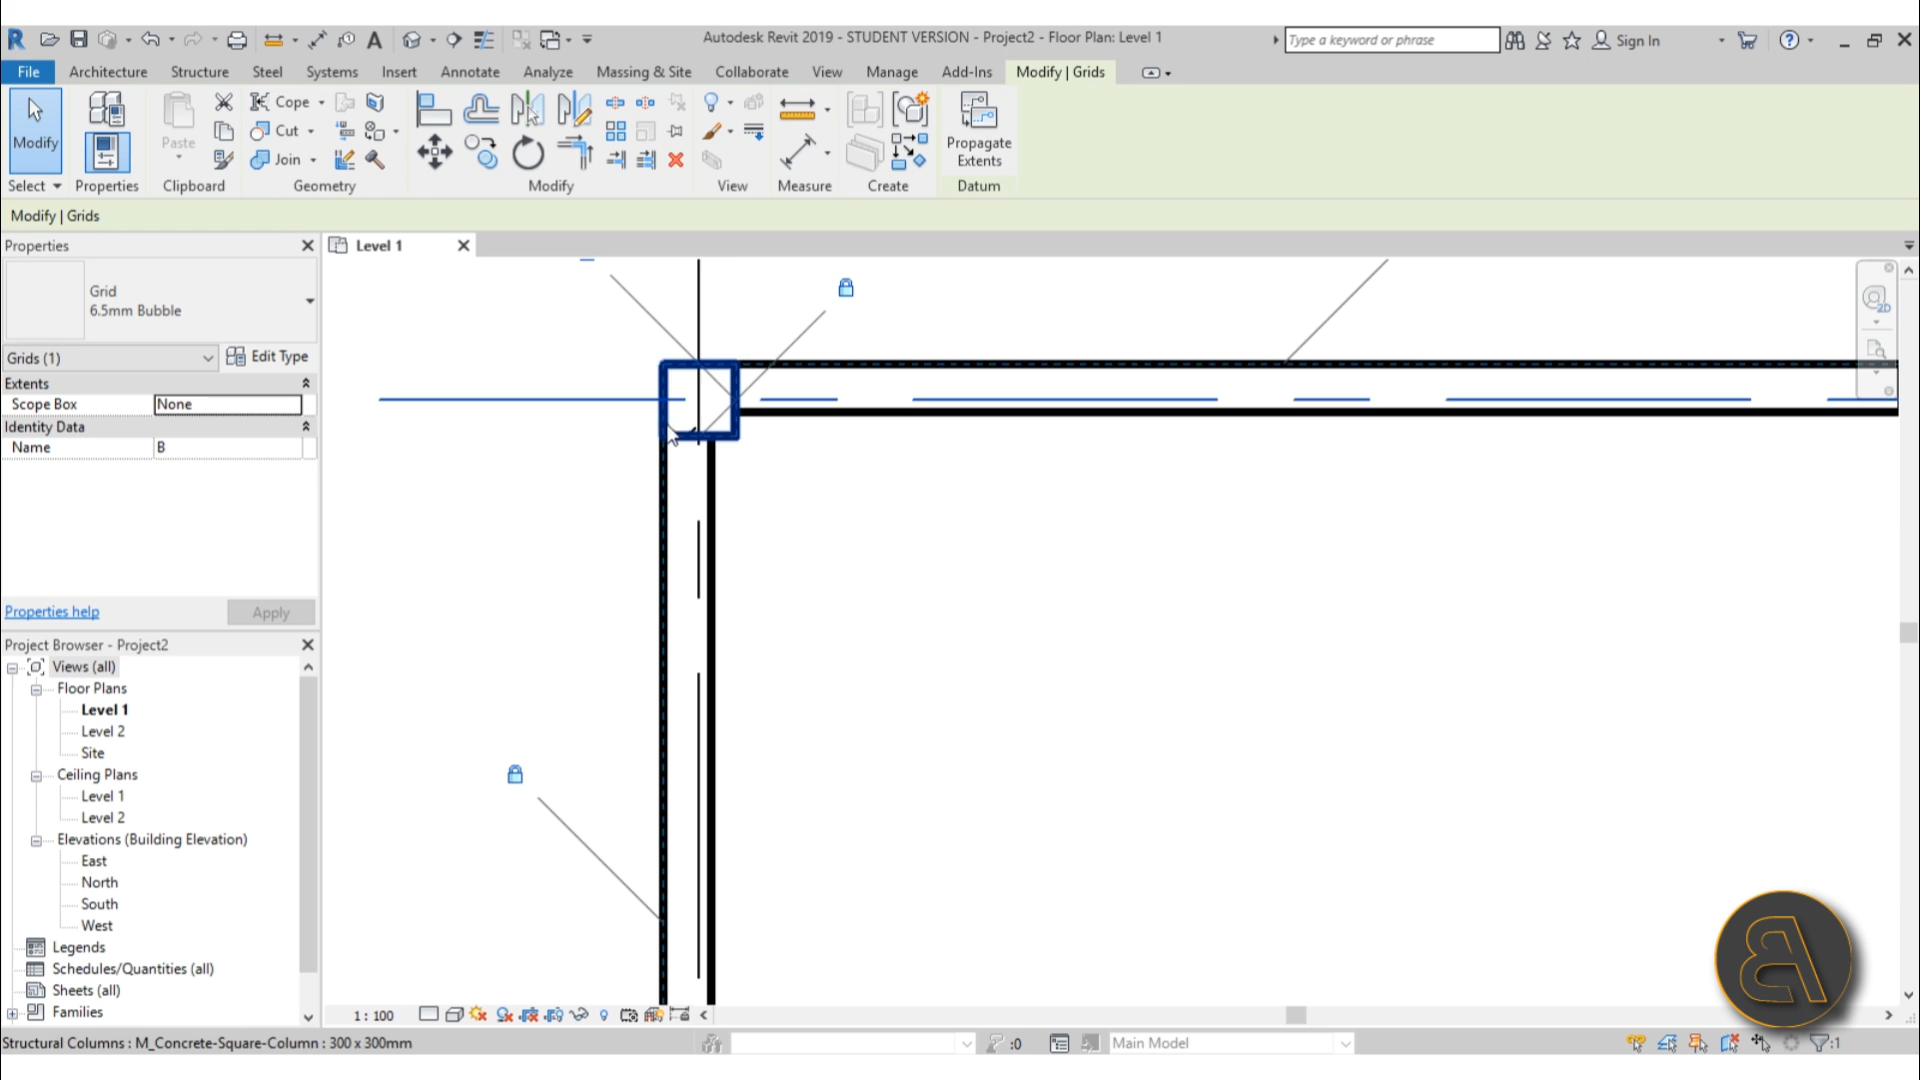 Autodesk Revit 2019 - STUDENT VERSION - Project2 - Floor Plan: Level 1
Type a keyword or phrase
Sign In
File Architecture Structure Steel Systems Insert Annotate Analyze Massing & Site Collaborate View Manage Add-Ins Modify | Grids
Modify
Paste
Cope
Cut
Join
Propagate
Extents
Select Properties Clipboard Geometry Modify View Measure Create Datum
Modify | Grids
Properties
Level 1
Grid
6.5mm Bubble
Grids (1)
Edit Type
Extents
Scope Box None
Identity Data
Name B
Properties help
Apply
Project Browser - Project2
Views (all)
Floor Plans
Level 1
Level 2
Site
Ceiling Plans
Level 1
Level 2
Elevations (Building Elevation)
East
North
South
West
Legends
Schedules/Quantities (all)
Sheets (all)
Families
2D
1 : 100
Structural Columns : M_Concrete-Square-Column : 300 x 300mm
:0
Main Model
:1